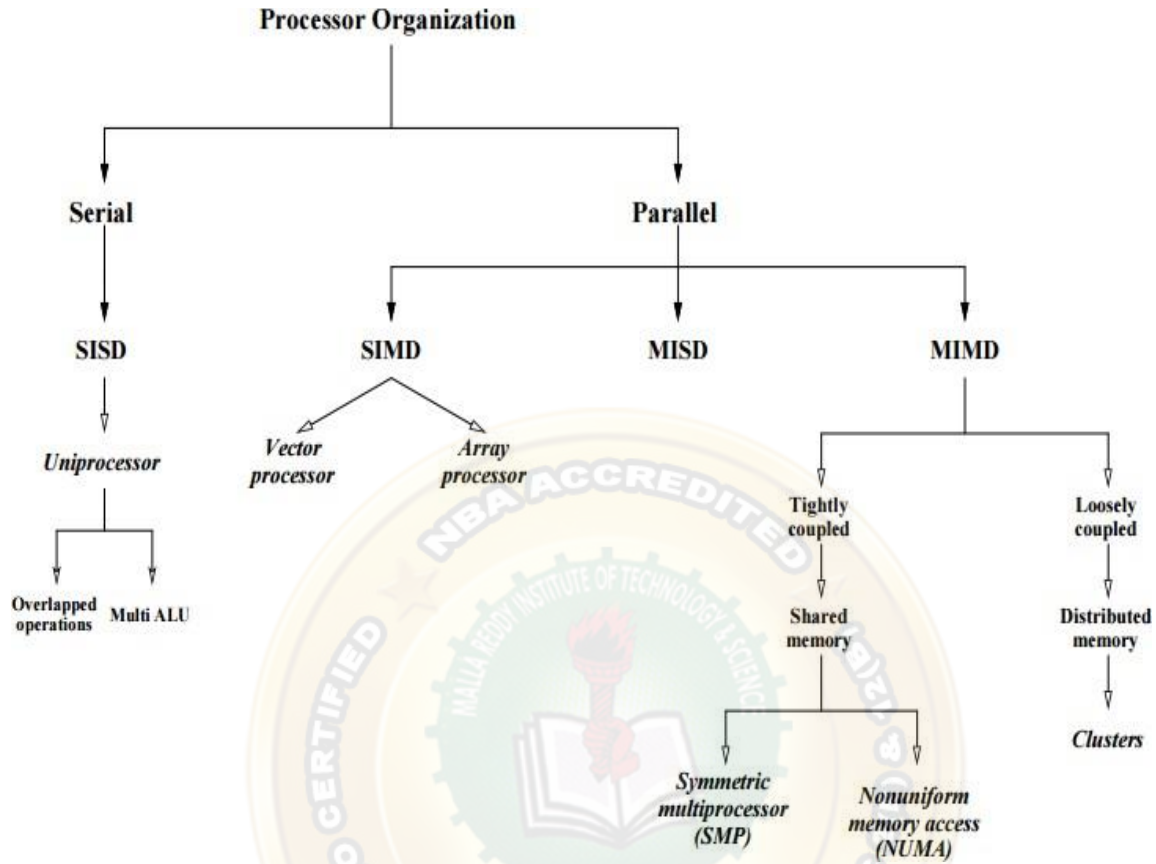 Processor Organization
Serial
Parallel
SISD
SIMD
MISD
MIMD
Uniprocessor
Vector
processor
Array
processor
Tightly
coupled
Loosely
coupled
Overlapped
operations
Multi ALU
Shared
memory
Distributed
memory
Clusters
Symmetric
multiprocessor
(SMP)
Nonuniform
memory access
(NUMA)
NBA ACCREDITED
MALLA REDDY INSTITUTE OF TECHNOLOGY & SCIENCE
CERTIFIED
12(B)